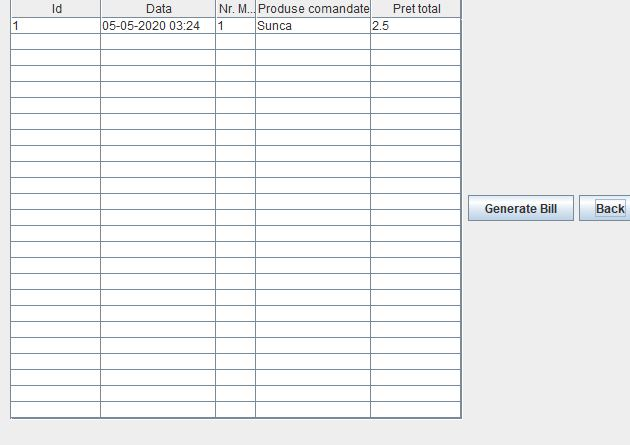 Id Data Nr. M... Produse comandate Pret total
1 05-05-2020 03:24 1 Sunca 2.5
Generate Bill Back